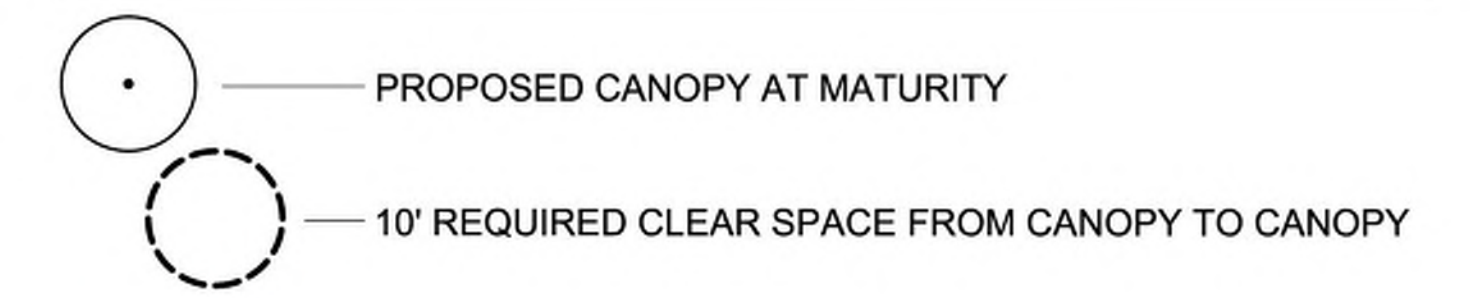 PROPOSED CANOPY AT MATURITY
10' REQUIRED CLEAR SPACE FROM CANOPY TO CANOPY